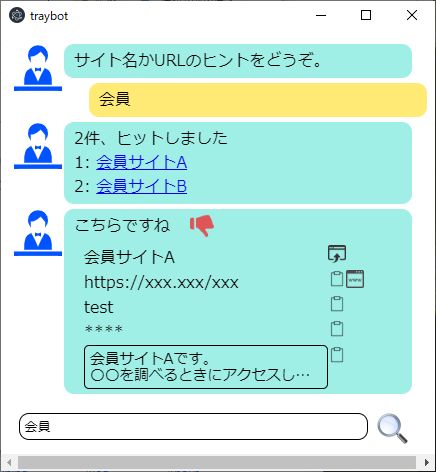 traybot
サイト名かURLのヒントをどうぞ。
会員
2件、ヒットしました
1: 会員サイトA
2: 会員サイトB
こちらですね
会員サイトA
https://xxx.xxx/xxx
www
test
****
会員サイトAです。
〇〇を調べるときにアクセスし…
会員